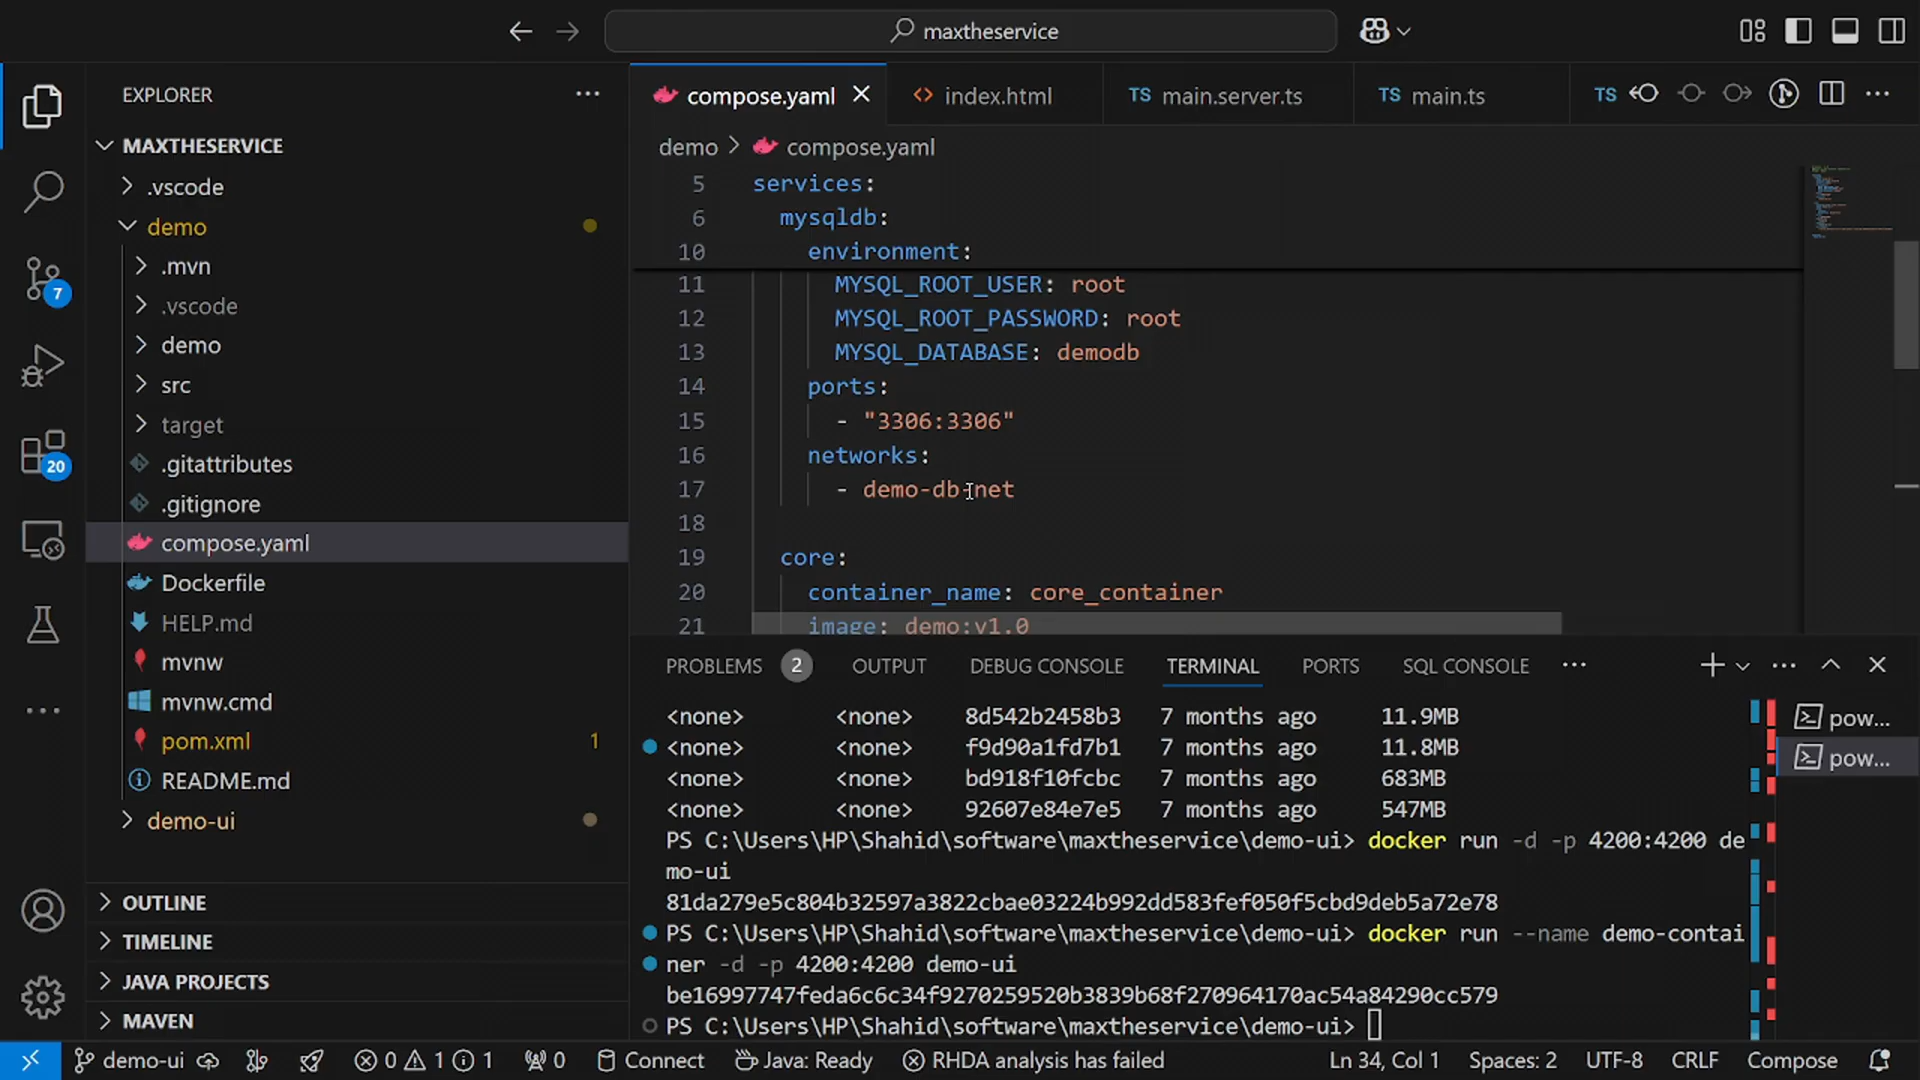 maxtheservice
EXPLORER
MAXTHESERVICE
.vscode
demo
.mvn
.vscode
demo
src
target
.gitattributes
.gitignore
compose.yaml
Dockerfile
HELP.md
mvnw
mvnw.cmd
pom.xml 1
README.md
demo-ui
OUTLINE
TIMELINE
JAVA PROJECTS
MAVEN
7
20
compose.yaml
index.html
TS main.server.ts
TS main.ts
TS
demo > compose.yaml
5 services:
6 mysqldb:
10 environment:
11 MYSQL_ROOT_USER: root
12 MYSQL_ROOT_PASSWORD: root
13 MYSQL_DATABASE: demodb
14 ports:
15 - "3306:3306"
16 networks:
17 - demo-db-net
18
19 core:
20 container_name: core_container
21 image: demo:v1.0
PROBLEMS 2 OUTPUT DEBUG CONSOLE TERMINAL PORTS SQL CONSOLE
<none> <none> 8d542b2458b3 7 months ago 11.9MB
<none> <none> f9d90a1fd7b1 7 months ago 11.8MB
<none> <none> bd918f10fcbc 7 months ago 683MB
<none> <none> 92607e84e7e5 7 months ago 547MB
PS C:\Users\HP\Shahid\software\maxtheservice\demo-ui> docker run -d -p 4200:4200 de
mo-ui
81da279e5c804b32597a3822cbae03224b992dd583fef050f5cbd9deb5a72e78
PS C:\Users\HP\Shahid\software\maxtheservice\demo-ui> docker run --name demo-contai
ner -d -p 4200:4200 demo-ui
be16997747feda6c6c34f9270259520b3839b68f270964170ac54a84290cc579
PS C:\Users\HP\Shahid\software\maxtheservice\demo-ui>
pow...
pow...
demo-ui 0 1 1 0 Connect Java: Ready RHDA analysis has failed Ln 34, Col 1 Spaces: 2 UTF-8 CRLF Compose